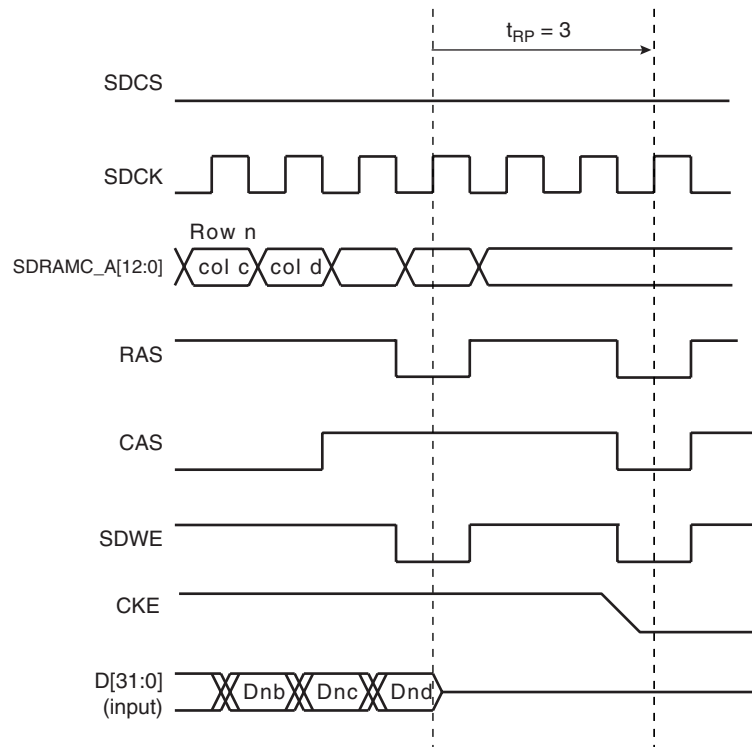 tRP = 3
SDCS
SDCK
Row n
SDRAMC_A[12:0]
col c col d
RAS
CAS
SDWE
CKE
D[31:0]
(input)
Dnb Dnc Dnd